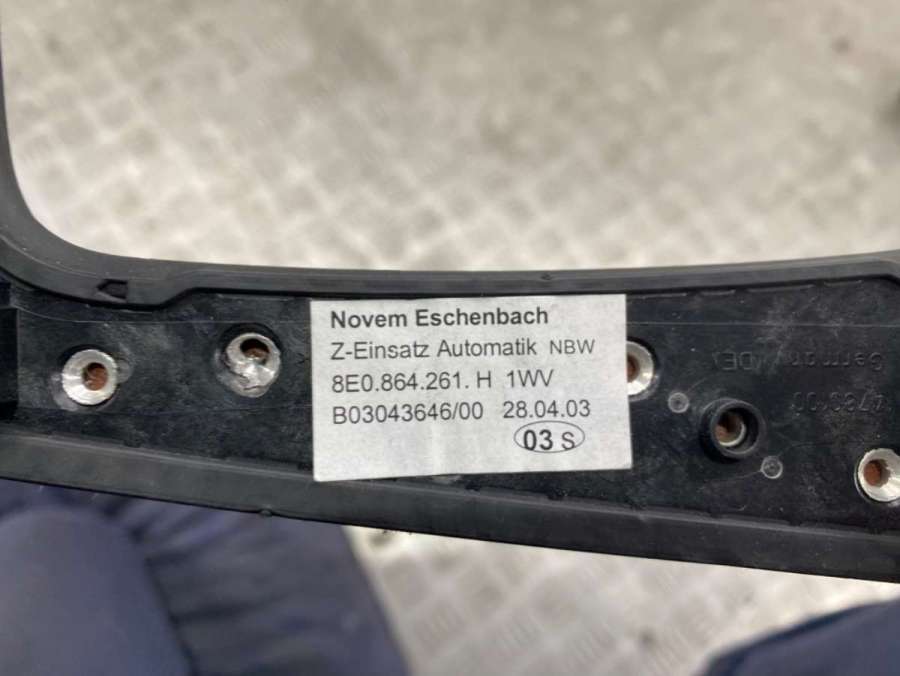 Novem Eschenbach
Z-Einsatz Automatik NBW
8E0.864.261. H 1WV
B03043646/00 28.04.03
03 S